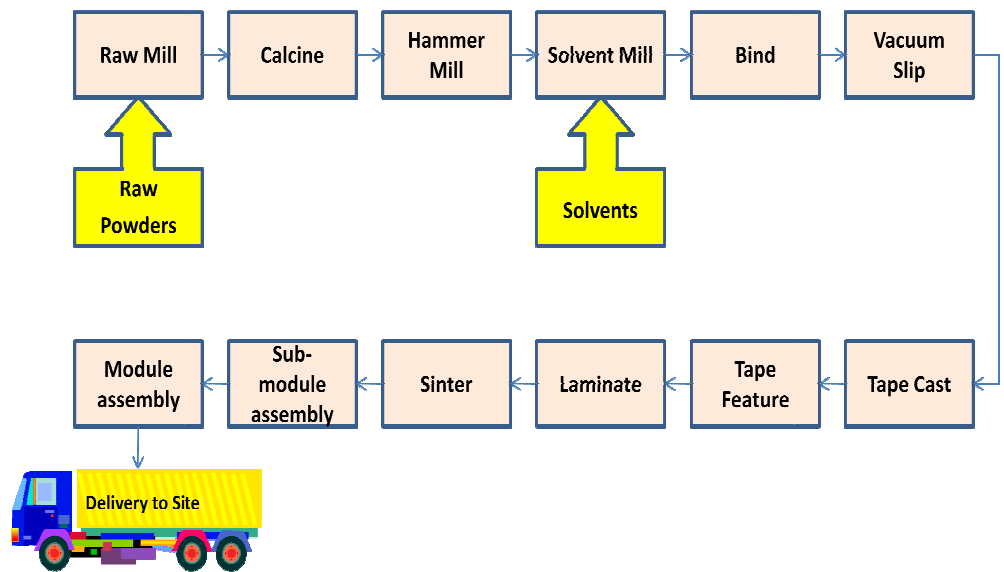 Raw Mill
Calcine
Hammer
Mill
Solvent Mill
Bind
Vacuum
Slip
Raw
Powders
Solvents
Module
assembly
Sub-
module
assembly
Sinter
Laminate
Tape
Feature
Tape Cast
Delivery to Site